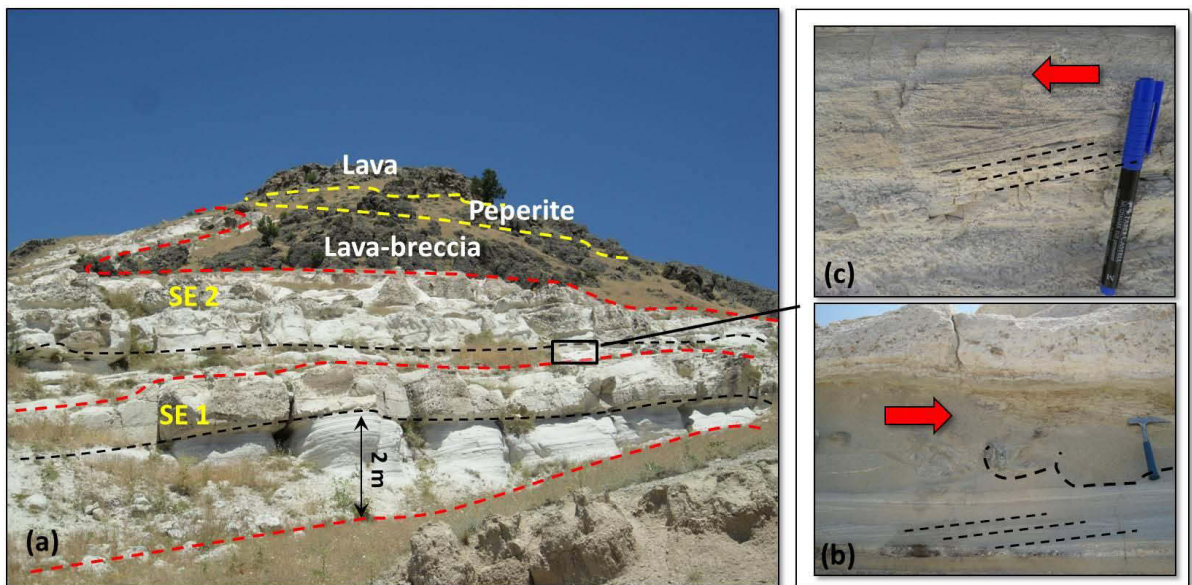 Lava
Peperite
Lava-breccia
SE 2
SE 1
2 m
(a)
(c)
(b)